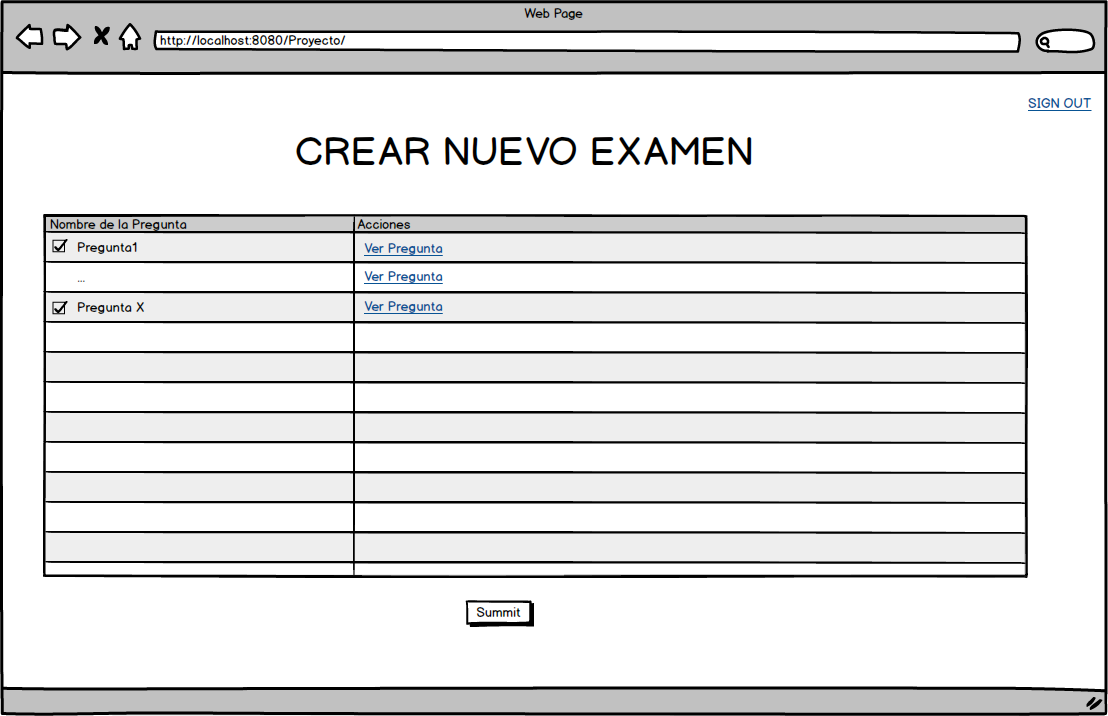 Web Page
http://localhost:8080/Proyecto/
SIGN OUT
CREAR NUEVO EXAMEN
Nombre de la Pregunta Acciones
Pregunta1 Ver Pregunta
... Ver Pregunta
Pregunta X Ver Pregunta
Summit